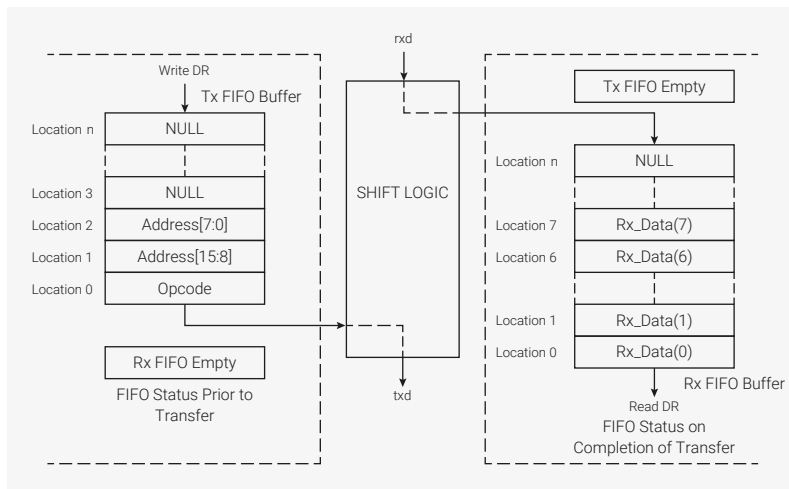 rxd
Write DR
Tx FIFO Buffer
Location n
NULL
Location 3
NULL
Location 2
Address[7:0]
Location 1
Address[15:8]
Location 0
Opcode
Rx FIFO Empty
FIFO Status Prior to
Transfer
SHIFT LOGIC
txd
Tx FIFO Empty
Location n
NULL
Location 7
Rx_Data(7)
Location 6
Rx_Data(6)
Location 1
Rx_Data(1)
Location 0
Rx_Data(0)
Rx FIFO Buffer
Read DR
FIFO Status on
Completion of Transfer